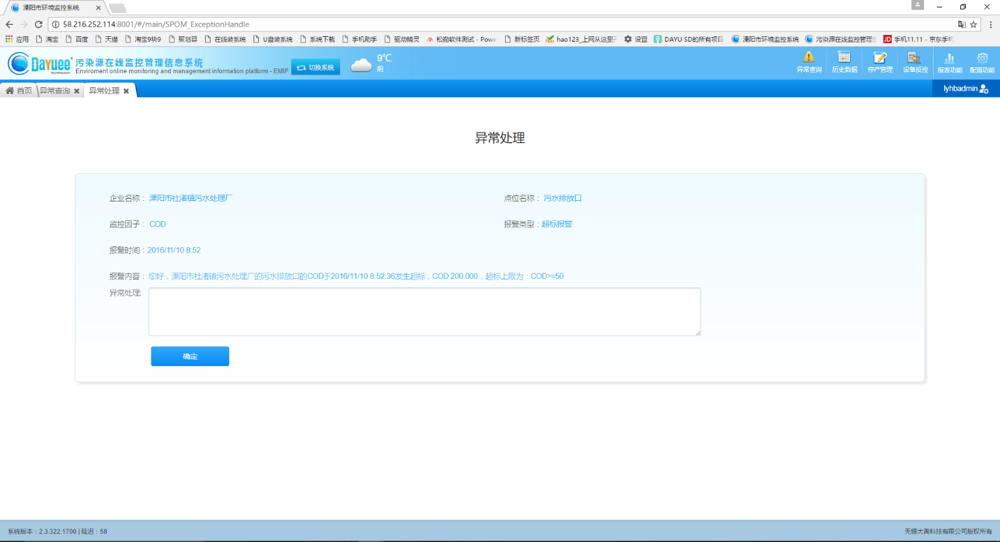 溧阳市环境监控系统
58.216.252.114:8001/#/main/SPOM_ExceptionHandle
应用 淘宝 百度 天猫 淘宝9块9 聚划算 在线装系统 U盘装系统 系统下载 手机助手 驱动精灵 松勤软件测试 - Powe 新标签页 hao123_上网从这里开 设置 DAYU SD的所有项目 溧阳市环境监控系统 污染源在线监控管理信 JD 手机11.11 - 京东手机
Dayuee TECHNOLOGY 污染源在线监控管理信息系统
Enviroment online monitoring and management information platform - EMIP
切换系统
9℃
阴
异常查询 历史数据 停产管理 设备反控 报表功能 配置功能
首页 异常查询 异常处理 lyhbadmin
异常处理
企业名称： 溧阳市社渚镇污水处理厂 点位名称： 污水排放口
监控因子： COD 报警类型：超标报警
报警时间：2016/11/10 8:52
报警内容： 您好，溧阳市社渚镇污水处理厂的污水排放口的COD于2016/11/10 8:52:36发生超标，COD:200.000，超标上限为：COD>=50
异常处理:
确定
系统版本：2.3.322.1700 | 延迟：58 无锡大禹科技有限公司版权所有